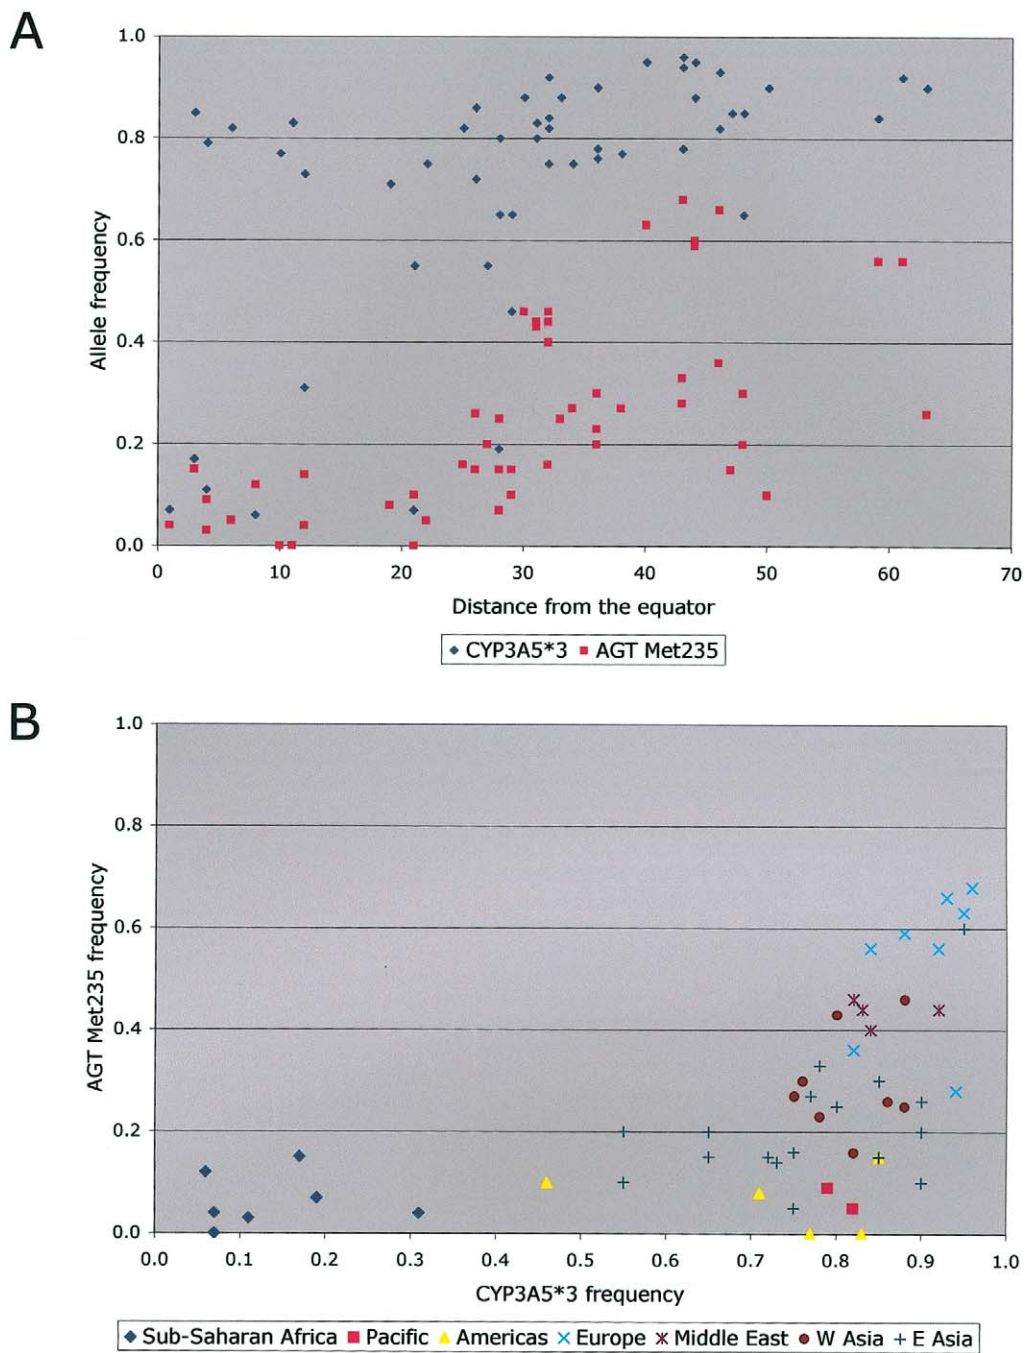 A
1.0
0.8
0.6
0.4
0.2
0.0
Allele frequency
0 10 20 30 40 50 60 70
Distance from the equator
CYP3A5*3 AGT Met235
B
1.0
0.8
0.6
0.4
0.2
0.0
AGT Met235 frequency
0.0 0.1 0.2 0.3 0.4 0.5 0.6 0.7 0.8 0.9 1.0
CYP3A5*3 frequency
Sub-Saharan Africa Pacific Americas Europe Middle East W Asia E Asia